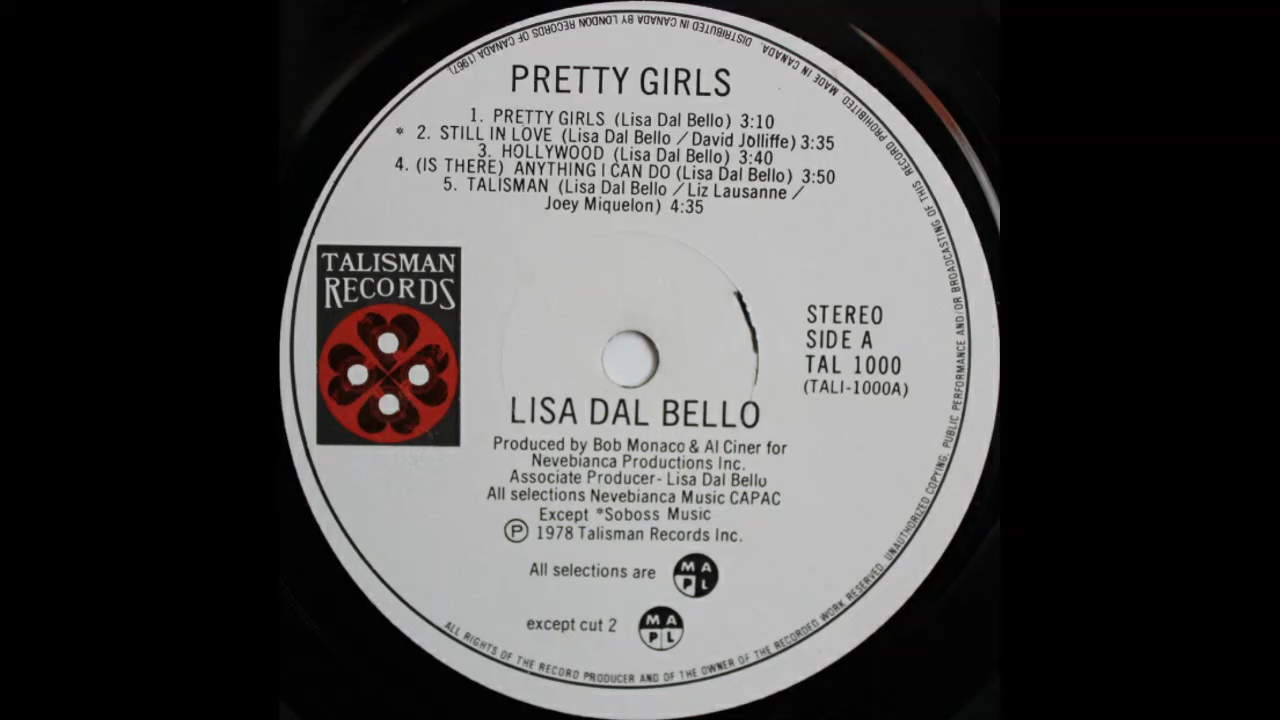 PRETTY GIRLS
1. PRETTY GIRLS (Lisa Dal Bello) 3:10
* 2. STILL IN LOVE (Lisa Dal Bello / David Jolliffe) 3:35
3. HOLLYWOOD (Lisa Dal Bello) 3:40
4. (IS THERE) ANYTHING I CAN DO (Lisa Dal Bello) 3:50
5. TALISMAN (Lisa Dal Bello / Liz Lausanne /
Joey Miquelon) 4:35
TALISMAN
RECORDS
STEREO
SIDE A
TAL 1000
(TALI-1000A)
LISA DAL BELLO
Produced by Bob Monaco & Al Ciner for
Nevebianca Productions Inc.
Associate Producer- Lisa Dal Bello
All selections Nevebianca Music CAPAC
Except *Soboss Music
Ⓟ 1978 Talisman Records Inc.
All selections are
M A
P L
except cut 2
M A
P L
ALL RIGHTS OF THE RECORD PRODUCER AND OF THE OWNER OF THE RECORDED WORK RESERVED. UNAUTHORIZED COPYING, PUBLIC PERFORMANCE AND/OR BROADCASTING OF THIS RECORD PROHIBITED. MADE IN CANADA. DISTRIBUTED IN CANADA BY LONDON RECORDS OF CANADA (1967).